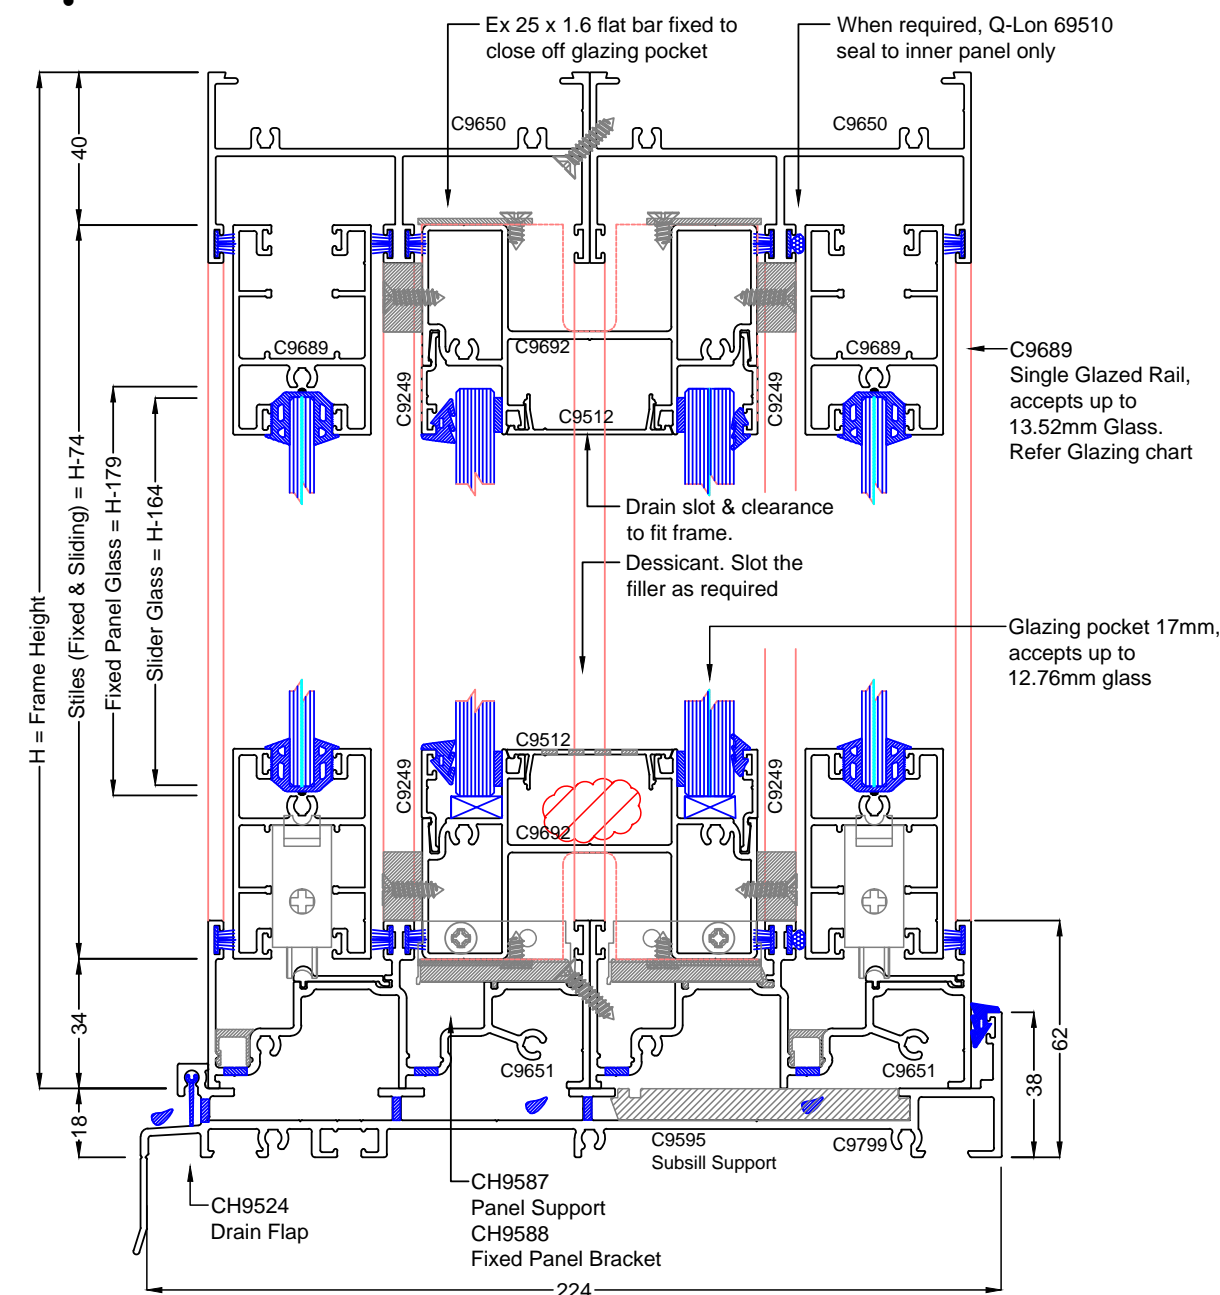 Ex 25 x 1.6 flat bar fixed to
close off glazing pocket
When required, Q-Lon 69510
seal to inner panel only
C9650
C9650
40
C9689
C9692
C9689
C9249
C9249
C9512
C9689
Single Glazed Rail,
accepts up to
13.52mm Glass.
Refer Glazing chart
H = Frame Height
Stiles (Fixed & Sliding) = H-74
Fixed Panel Glass = H-179
Slider Glass = H-164
Drain slot & clearance
to fit frame.
Dessicant. Slot the
filler as required
Glazing pocket 17mm,
accepts up to
12.76mm glass
C9512
C9249
C9249
C9692
34
62
38
C9651
C9651
18
C9595
Subsill Support
C9799
CH9524
Drain Flap
CH9587
Panel Support
CH9588
Fixed Panel Bracket
224